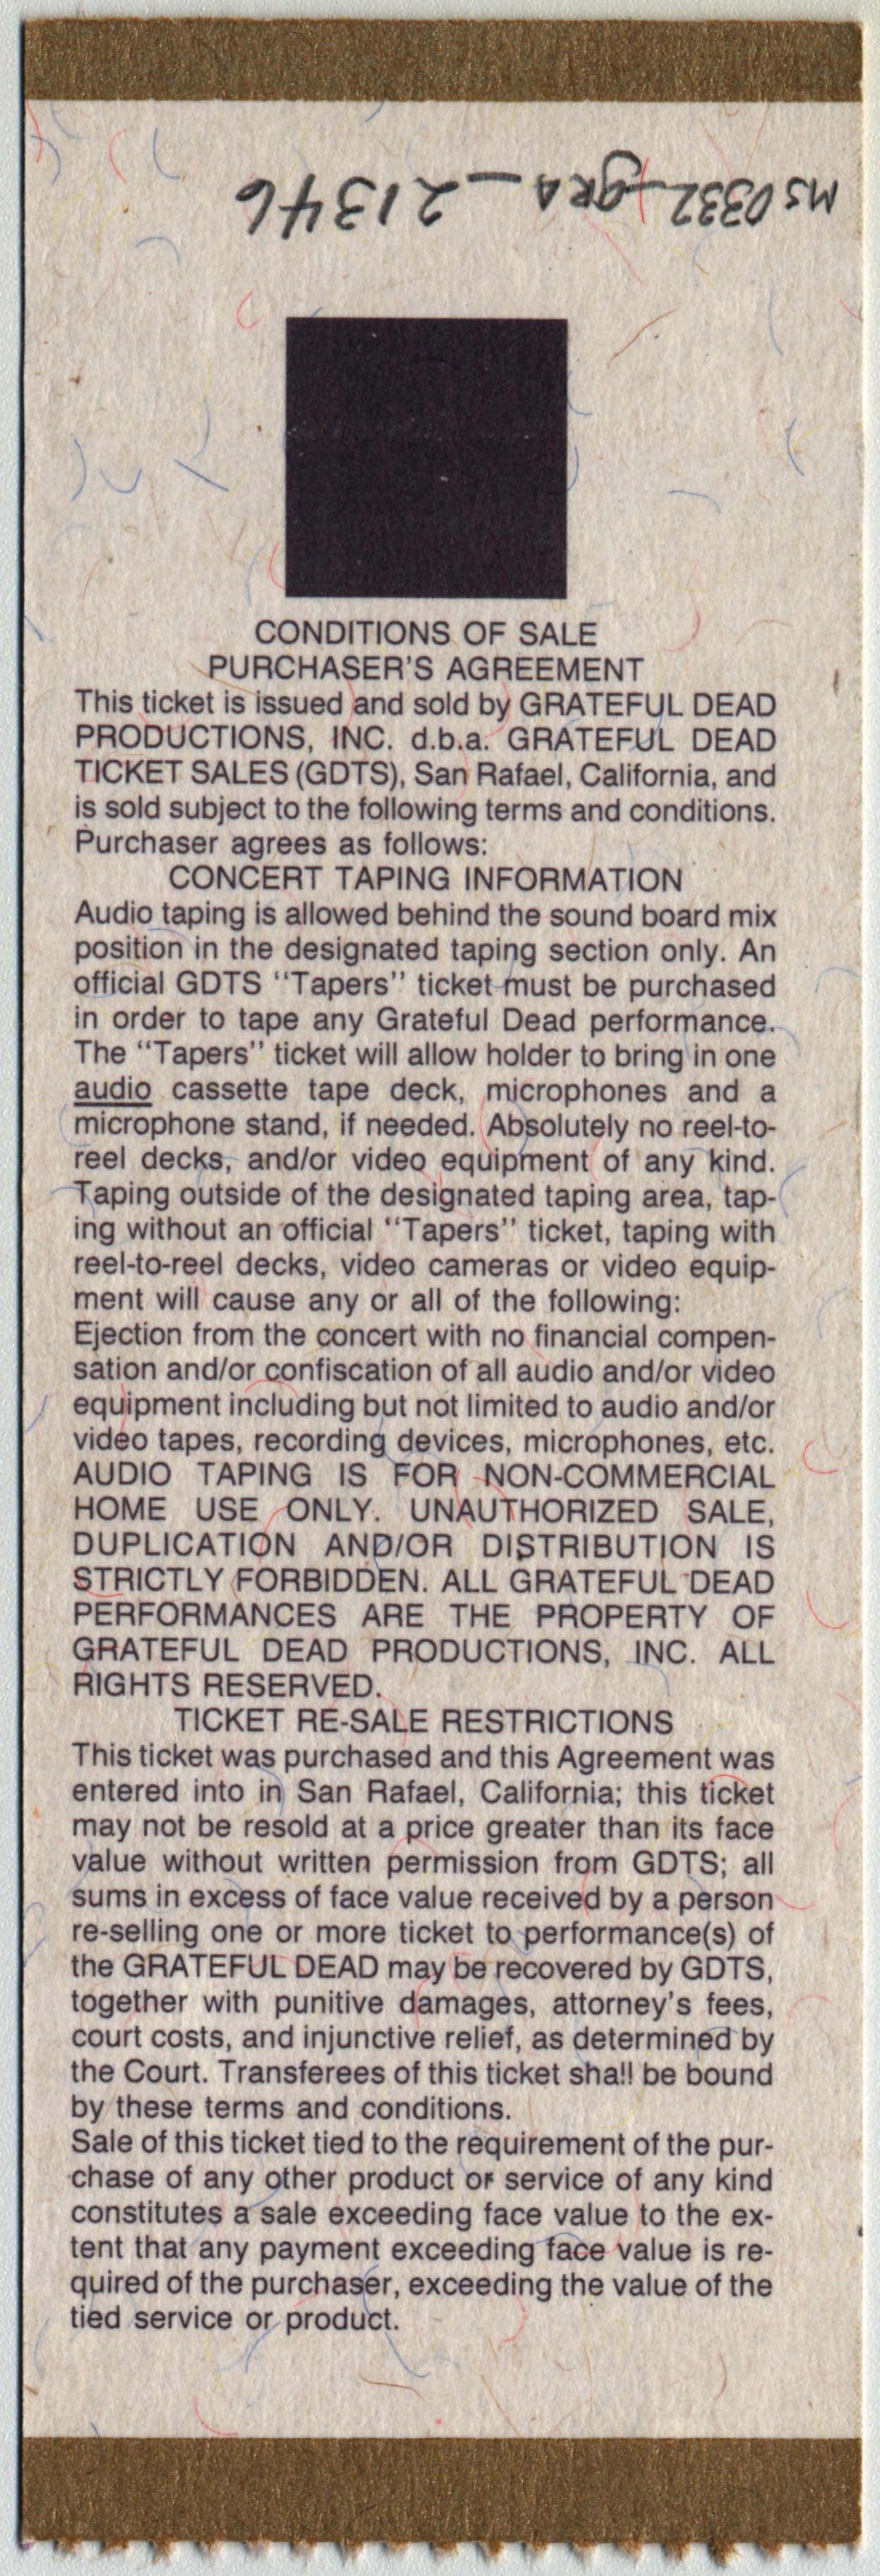 MS0332_gRA_21346
CONDITIONS OF SALE
PURCHASER'S AGREEMENT
This ticket is issued and sold by GRATEFUL DEAD
PRODUCTIONS, INC. d.b.a. GRATEFUL DEAD
TICKET SALES (GDTS), San Rafael, California, and
is sold subject to the following terms and conditions.
Purchaser agrees as follows:
CONCERT TAPING INFORMATION
Audio taping is allowed behind the sound board mix
position in the designated taping section only. An
official GDTS "Tapers" ticket must be purchased
in order to tape any Grateful Dead performance.
The "Tapers" ticket will allow holder to bring in one
audio cassette tape deck, microphones and a
microphone stand, if needed. Absolutely no reel-to-
reel decks, and/or video equipment of any kind.
Taping outside of the designated taping area, tap-
ing without an official "Tapers" ticket, taping with
reel-to-reel decks, video cameras or video equip-
ment will cause any or all of the following:
Ejection from the concert with no financial compen-
sation and/or confiscation of all audio and/or video
equipment including but not limited to audio and/or
video tapes, recording devices, microphones, etc.
AUDIO TAPING IS FOR NON-COMMERCIAL
HOME USE ONLY. UNAUTHORIZED SALE,
DUPLICATION AND/OR DISTRIBUTION IS
STRICTLY FORBIDDEN. ALL GRATEFUL DEAD
PERFORMANCES ARE THE PROPERTY OF
GRATEFUL DEAD PRODUCTIONS, INC. ALL
RIGHTS RESERVED.
TICKET RE-SALE RESTRICTIONS
This ticket was purchased and this Agreement was
entered into in San Rafael, California; this ticket
may not be resold at a price greater than its face
value without written permission from GDTS; all
sums in excess of face value received by a person
re-selling one or more ticket to performance(s) of
the GRATEFUL DEAD may be recovered by GDTS,
together with punitive damages, attorney's fees,
court costs, and injunctive relief, as determined by
the Court. Transferees of this ticket shall be bound
by these terms and conditions.
Sale of this ticket tied to the requirement of the pur-
chase of any other product or service of any kind
constitutes a sale exceeding face value to the ex-
tent that any payment exceeding face value is re-
quired of the purchaser, exceeding the value of the
tied service or product.